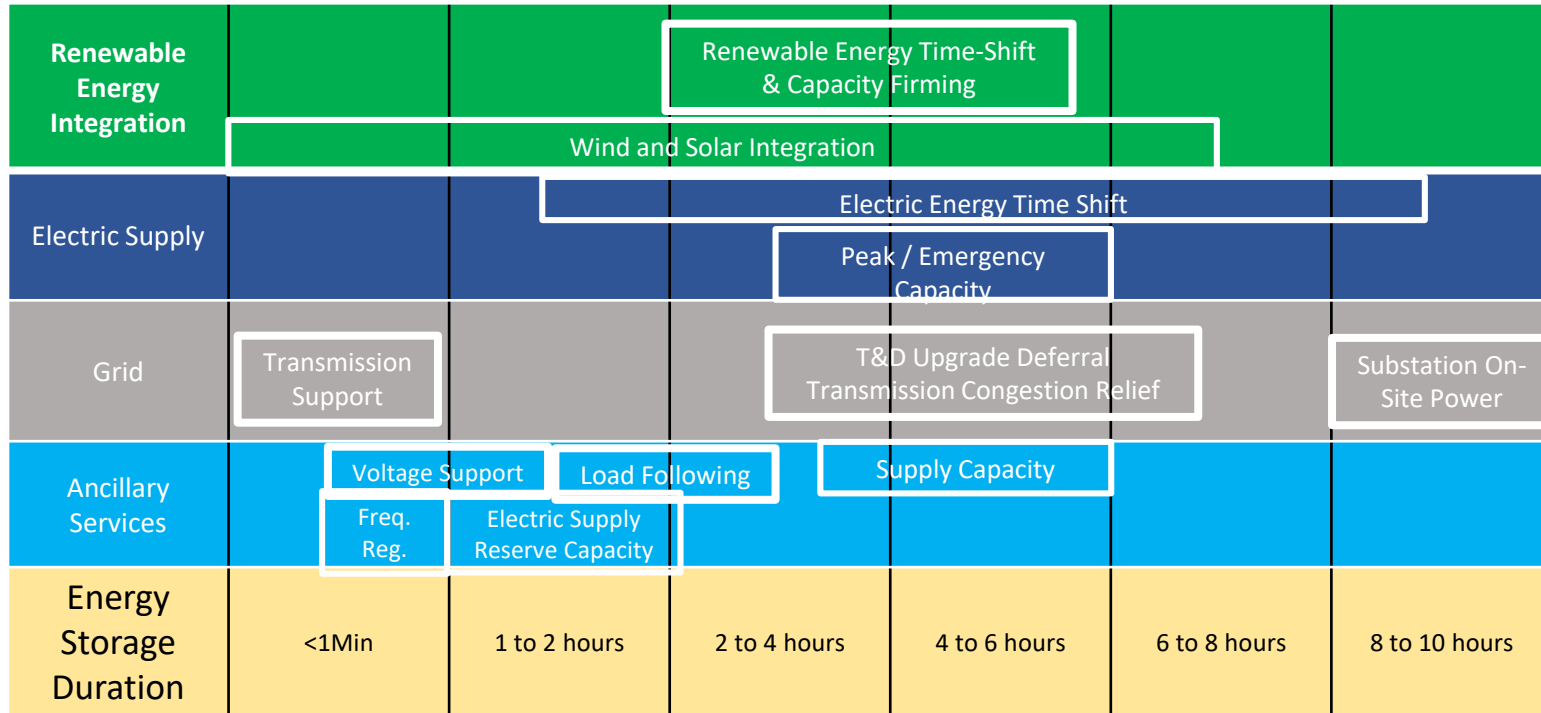 Renewable
Energy
Integration
Renewable Energy Time-Shift
& Capacity Firming
Wind and Solar Integration
Electric Supply
Electric Energy Time Shift
Peak / Emergency
Capacity
Grid
Transmission
Support
T&D Upgrade Deferral
Transmission Congestion Relief
Substation On-
Site Power
Ancillary
Services
Voltage Support
Load Following
Supply Capacity
Freq.
Reg.
Electric Supply
Reserve Capacity
Energy
Storage
Duration
<1Min
1 to 2 hours
2 to 4 hours
4 to 6 hours
6 to 8 hours
8 to 10 hours